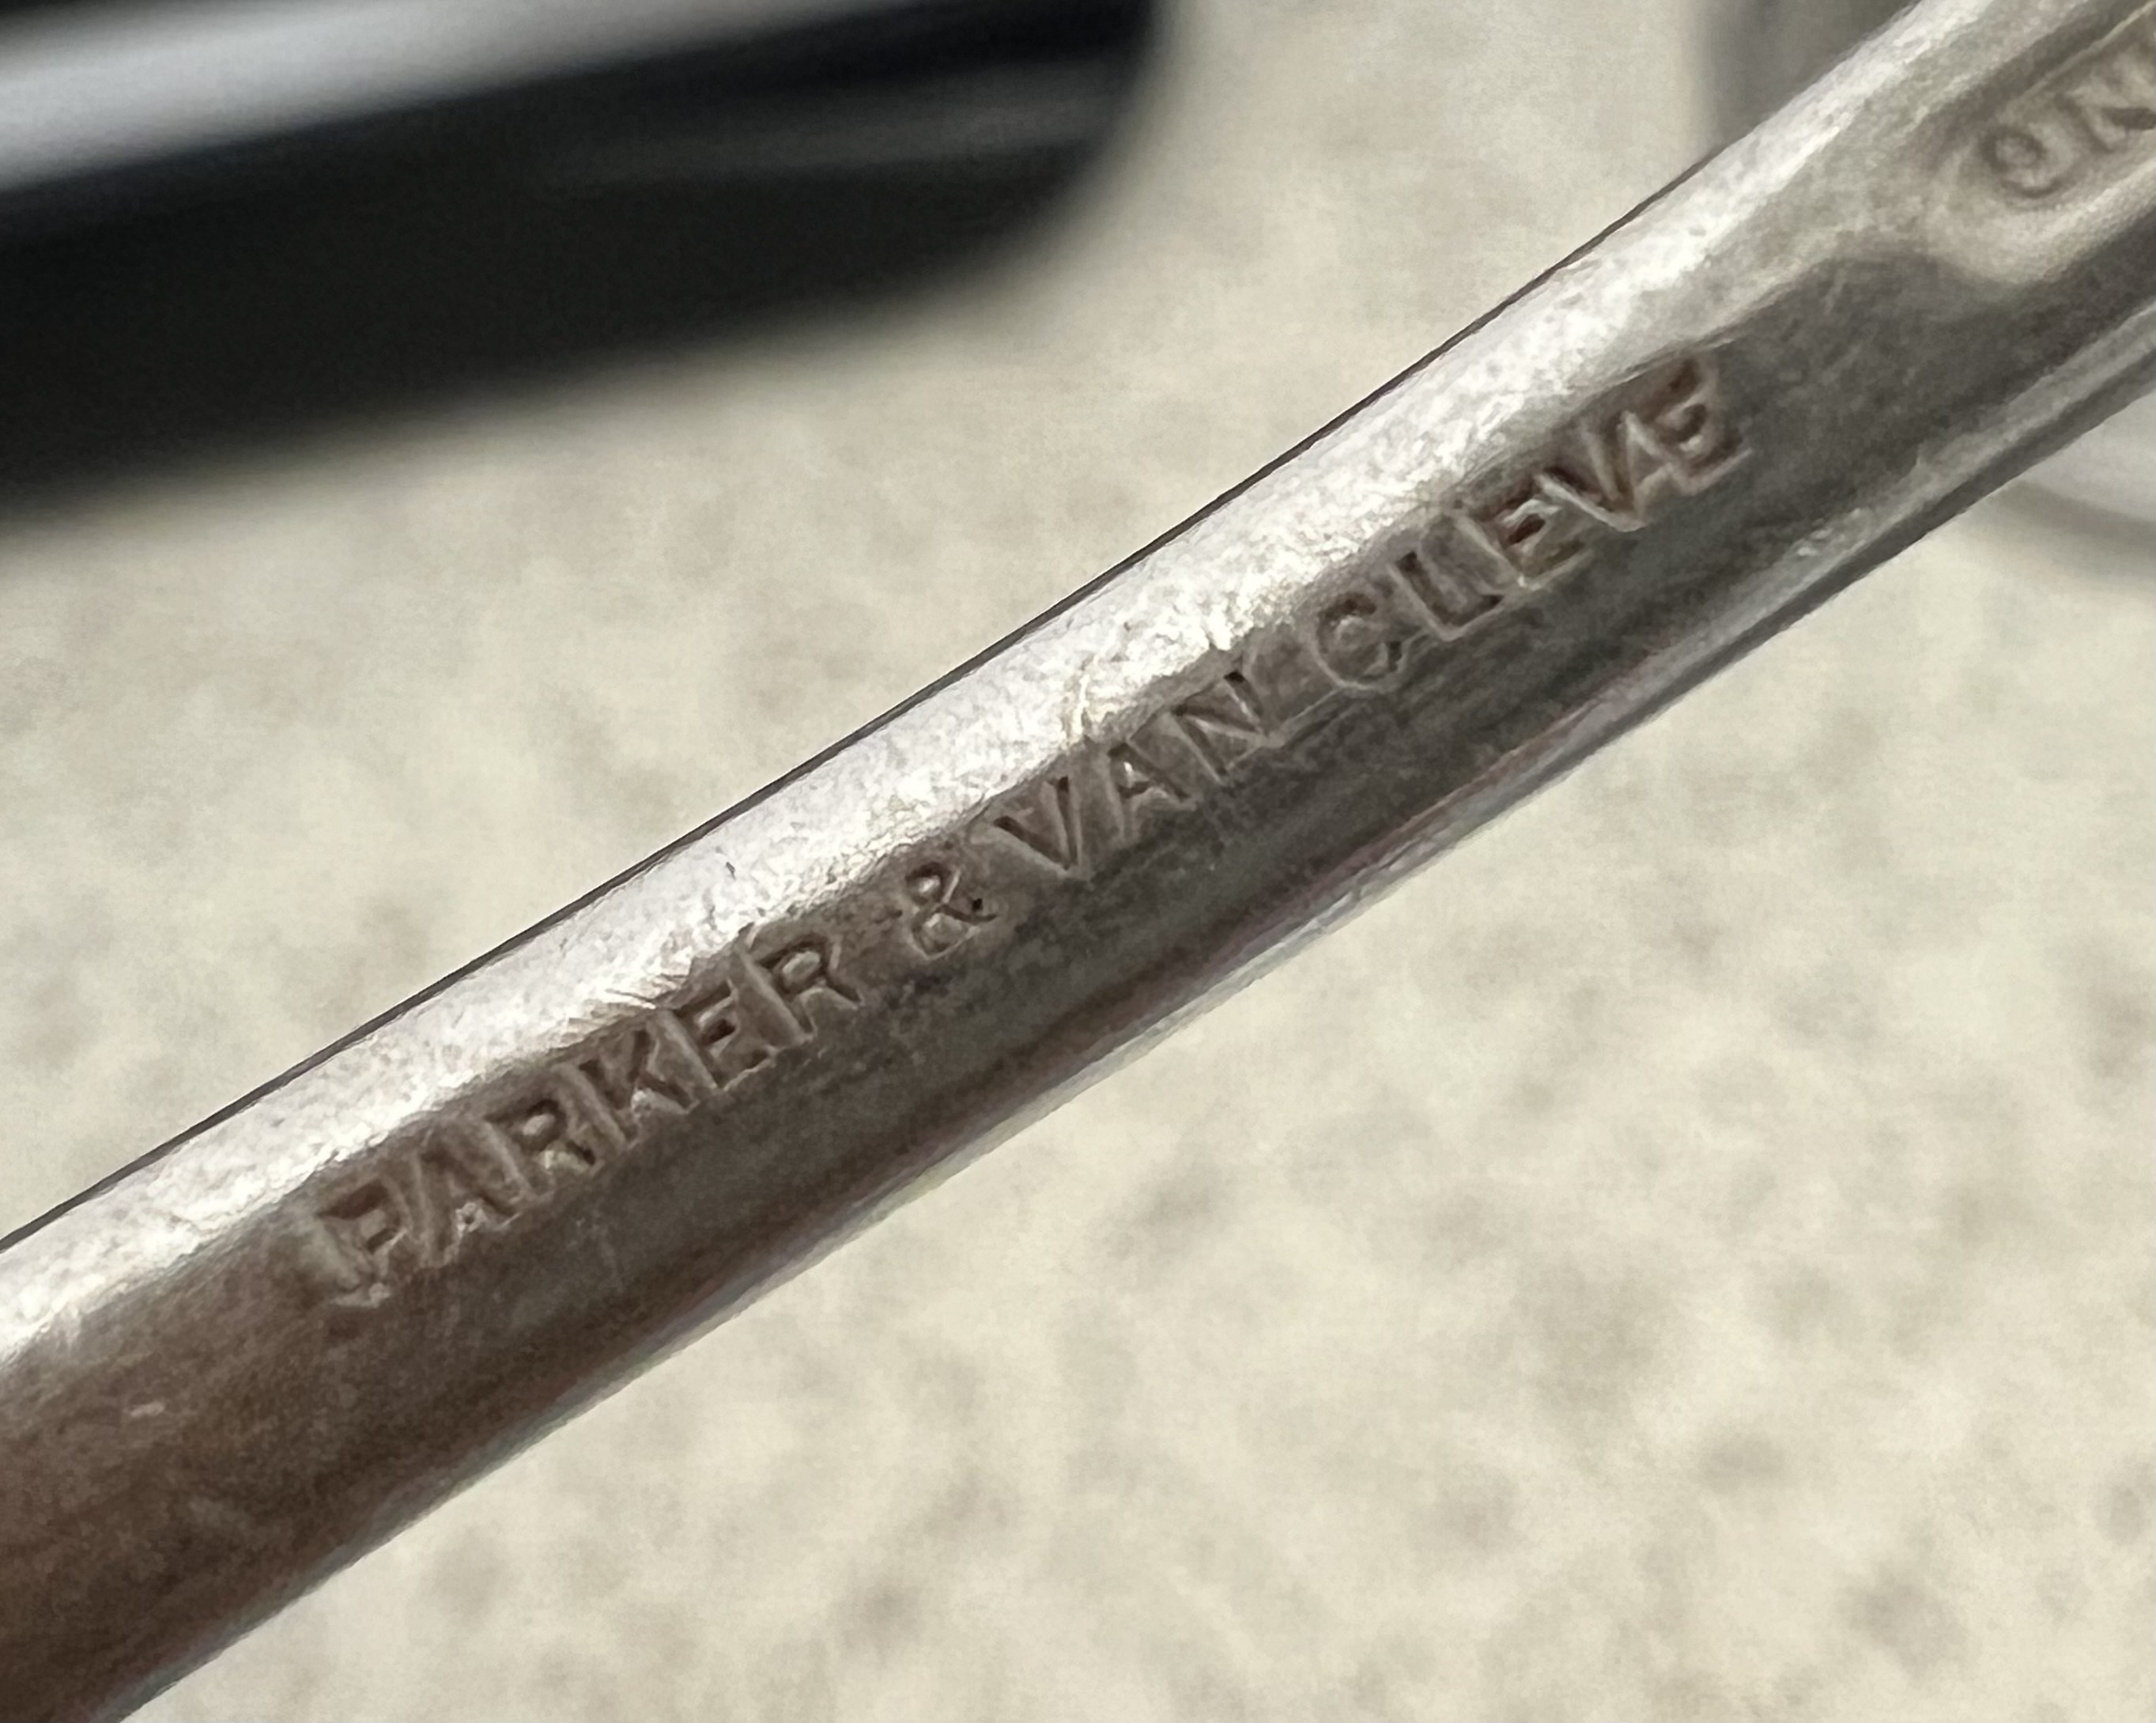 PARKER & VAN CLEVE